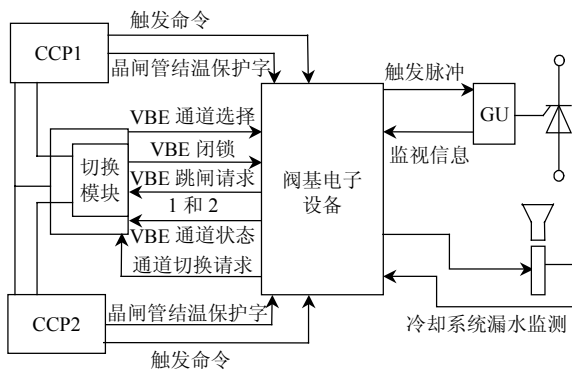 触发命令
CCP1
晶闸管结温保护字
触发脉冲
GU
监视信息
VBE 通道选择
切换
模块
VBE 闭锁
VBE 跳闸请求
1 和 2
VBE 通道状态
通道切换请求
阀基电子
设备
冷却系统漏水监测
CCP2
晶闸管结温保护字
触发命令